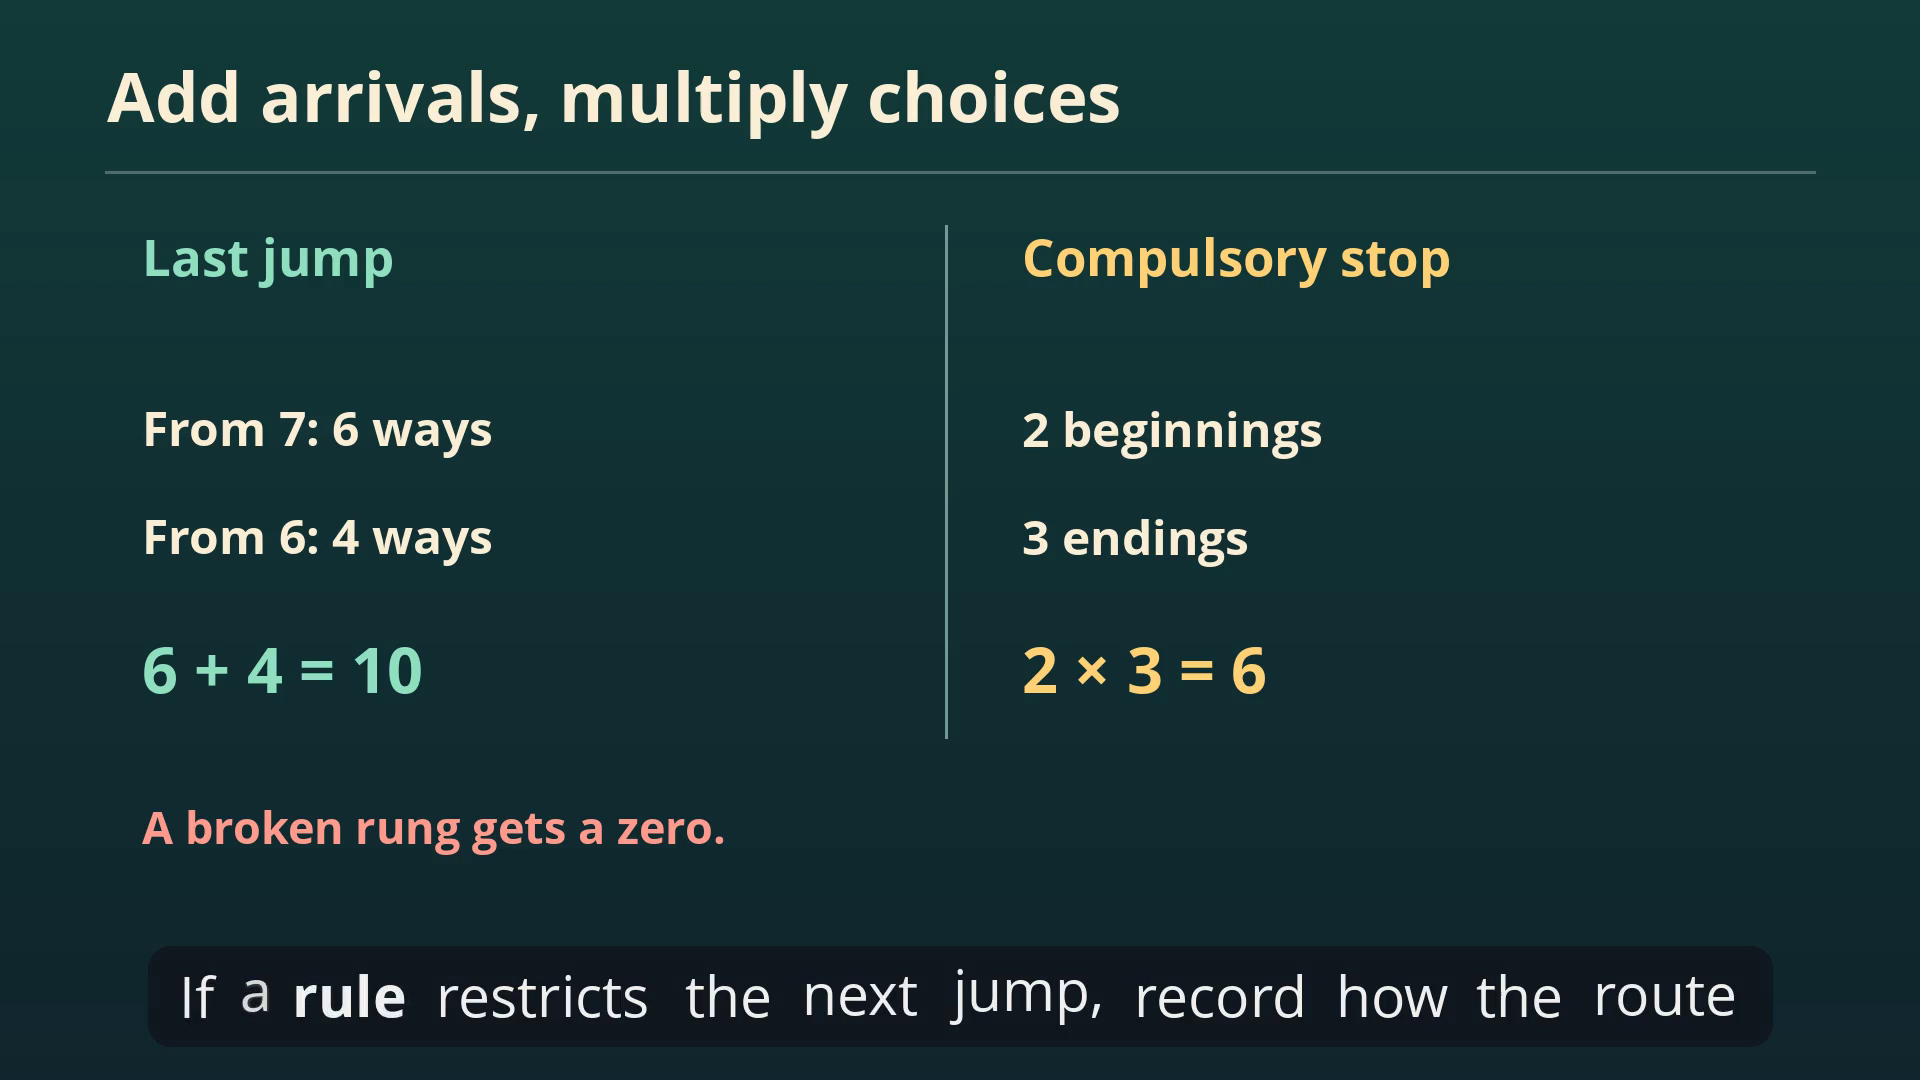 Add arrivals, multiply choices
Last jump
From 7: 6 ways
From 6: 4 ways
6 + 4 = 10
Compulsory stop
2 beginnings
3 endings
2 × 3 = 6
A broken rung gets a zero.
If a rule restricts the next jump, record how the route